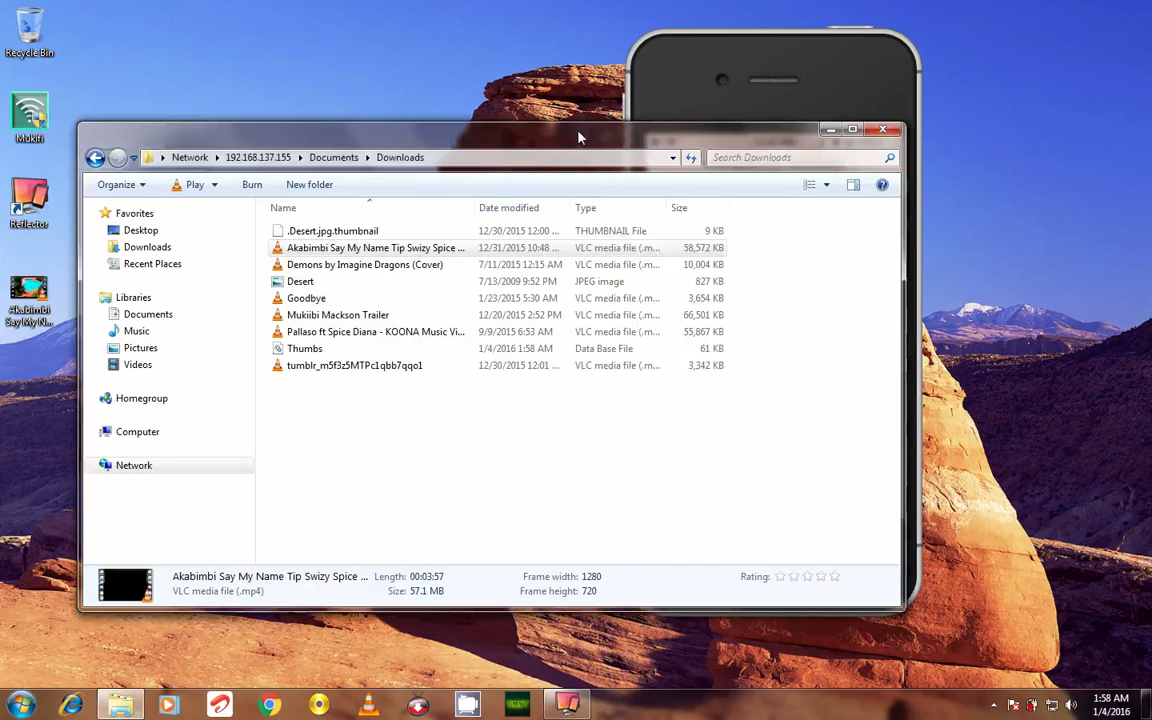 Recycle Bin
Mukifi
Reflector
Akabimbi
Say My N...
Network
192.168.137.155
Documents
Downloads
Search Downloads
Organize
Play
Burn
New folder
Name
Date modified
Type
Size
Favorites
Desktop
Downloads
Recent Places
Libraries
Documents
Music
Pictures
Videos
Homegroup
Computer
Network
.Desert.jpg.thumbnail 12/30/2015 12:00 ... THUMBNAIL File 9 KB
Akabimbi Say My Name Tip Swizy Spice ... 12/31/2015 10:48 ... VLC media file (.m... 58,572 KB
Demons by Imagine Dragons (Cover) 7/11/2015 12:15 AM VLC media file (.m... 10,004 KB
Desert 7/13/2009 9:52 PM JPEG image 827 KB
Goodbye 1/23/2015 5:30 AM VLC media file (.m... 3,654 KB
Mukiibi Mackson Trailer 12/20/2015 2:52 PM VLC media file (.m... 66,501 KB
Pallaso ft Spice Diana - KOONA Music Vi... 9/9/2015 6:53 AM VLC media file (.m... 55,867 KB
Thumbs 1/4/2016 1:58 AM Data Base File 61 KB
tumblr_m5f3z5MTPc1qbb7qqo1 12/30/2015 12:01 ... VLC media file (.m... 3,342 KB
Akabimbi Say My Name Tip Swizy Spice ... Length: 00:03:57 Frame width: 1280 Rating:
VLC media file (.mp4) Size: 57.1 MB Frame height: 720
1:58 AM
1/4/2016